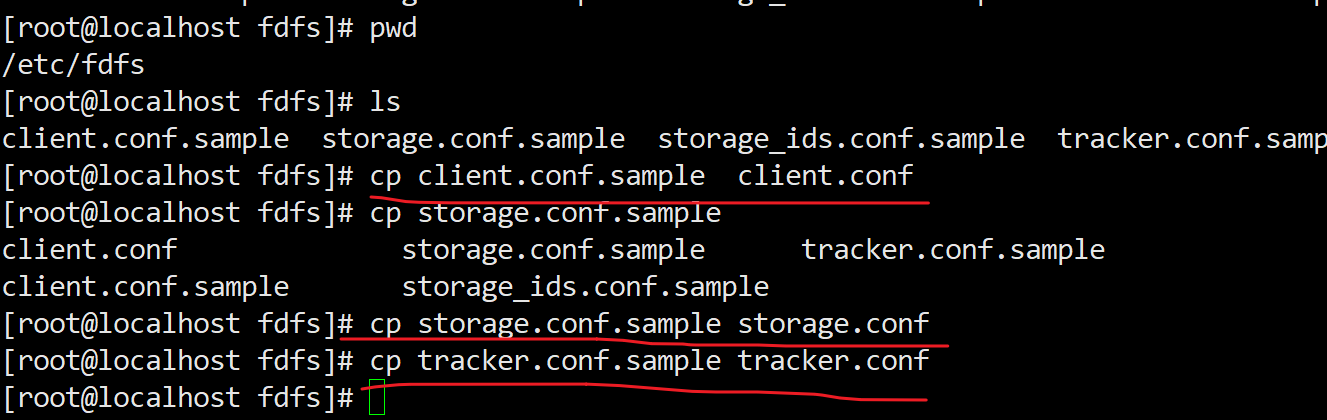 [root@localhost fdfs]# pwd
/etc/fdfs
[root@localhost fdfs]# ls
client.conf.sample  storage.conf.sample  storage_ids.conf.sample  tracker.conf.samp
[root@localhost fdfs]# cp client.conf.sample  client.conf
[root@localhost fdfs]# cp storage.conf.sample
client.conf              storage.conf.sample      tracker.conf.sample
client.conf.sample       storage_ids.conf.sample
[root@localhost fdfs]# cp storage.conf.sample storage.conf
[root@localhost fdfs]# cp tracker.conf.sample tracker.conf
[root@localhost fdfs]#